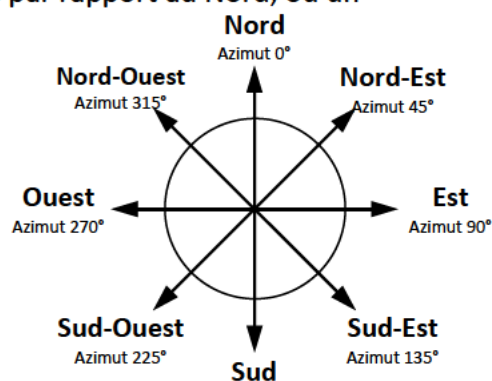 par rapport au Nord, ou un
Nord
Azimut 0°
Nord-Ouest
Azimut 315°
Nord-Est
Azimut 45°
Ouest
Azimut 270°
Est
Azimut 90°
Sud-Ouest
Azimut 225°
Sud-Est
Azimut 135°
Sud